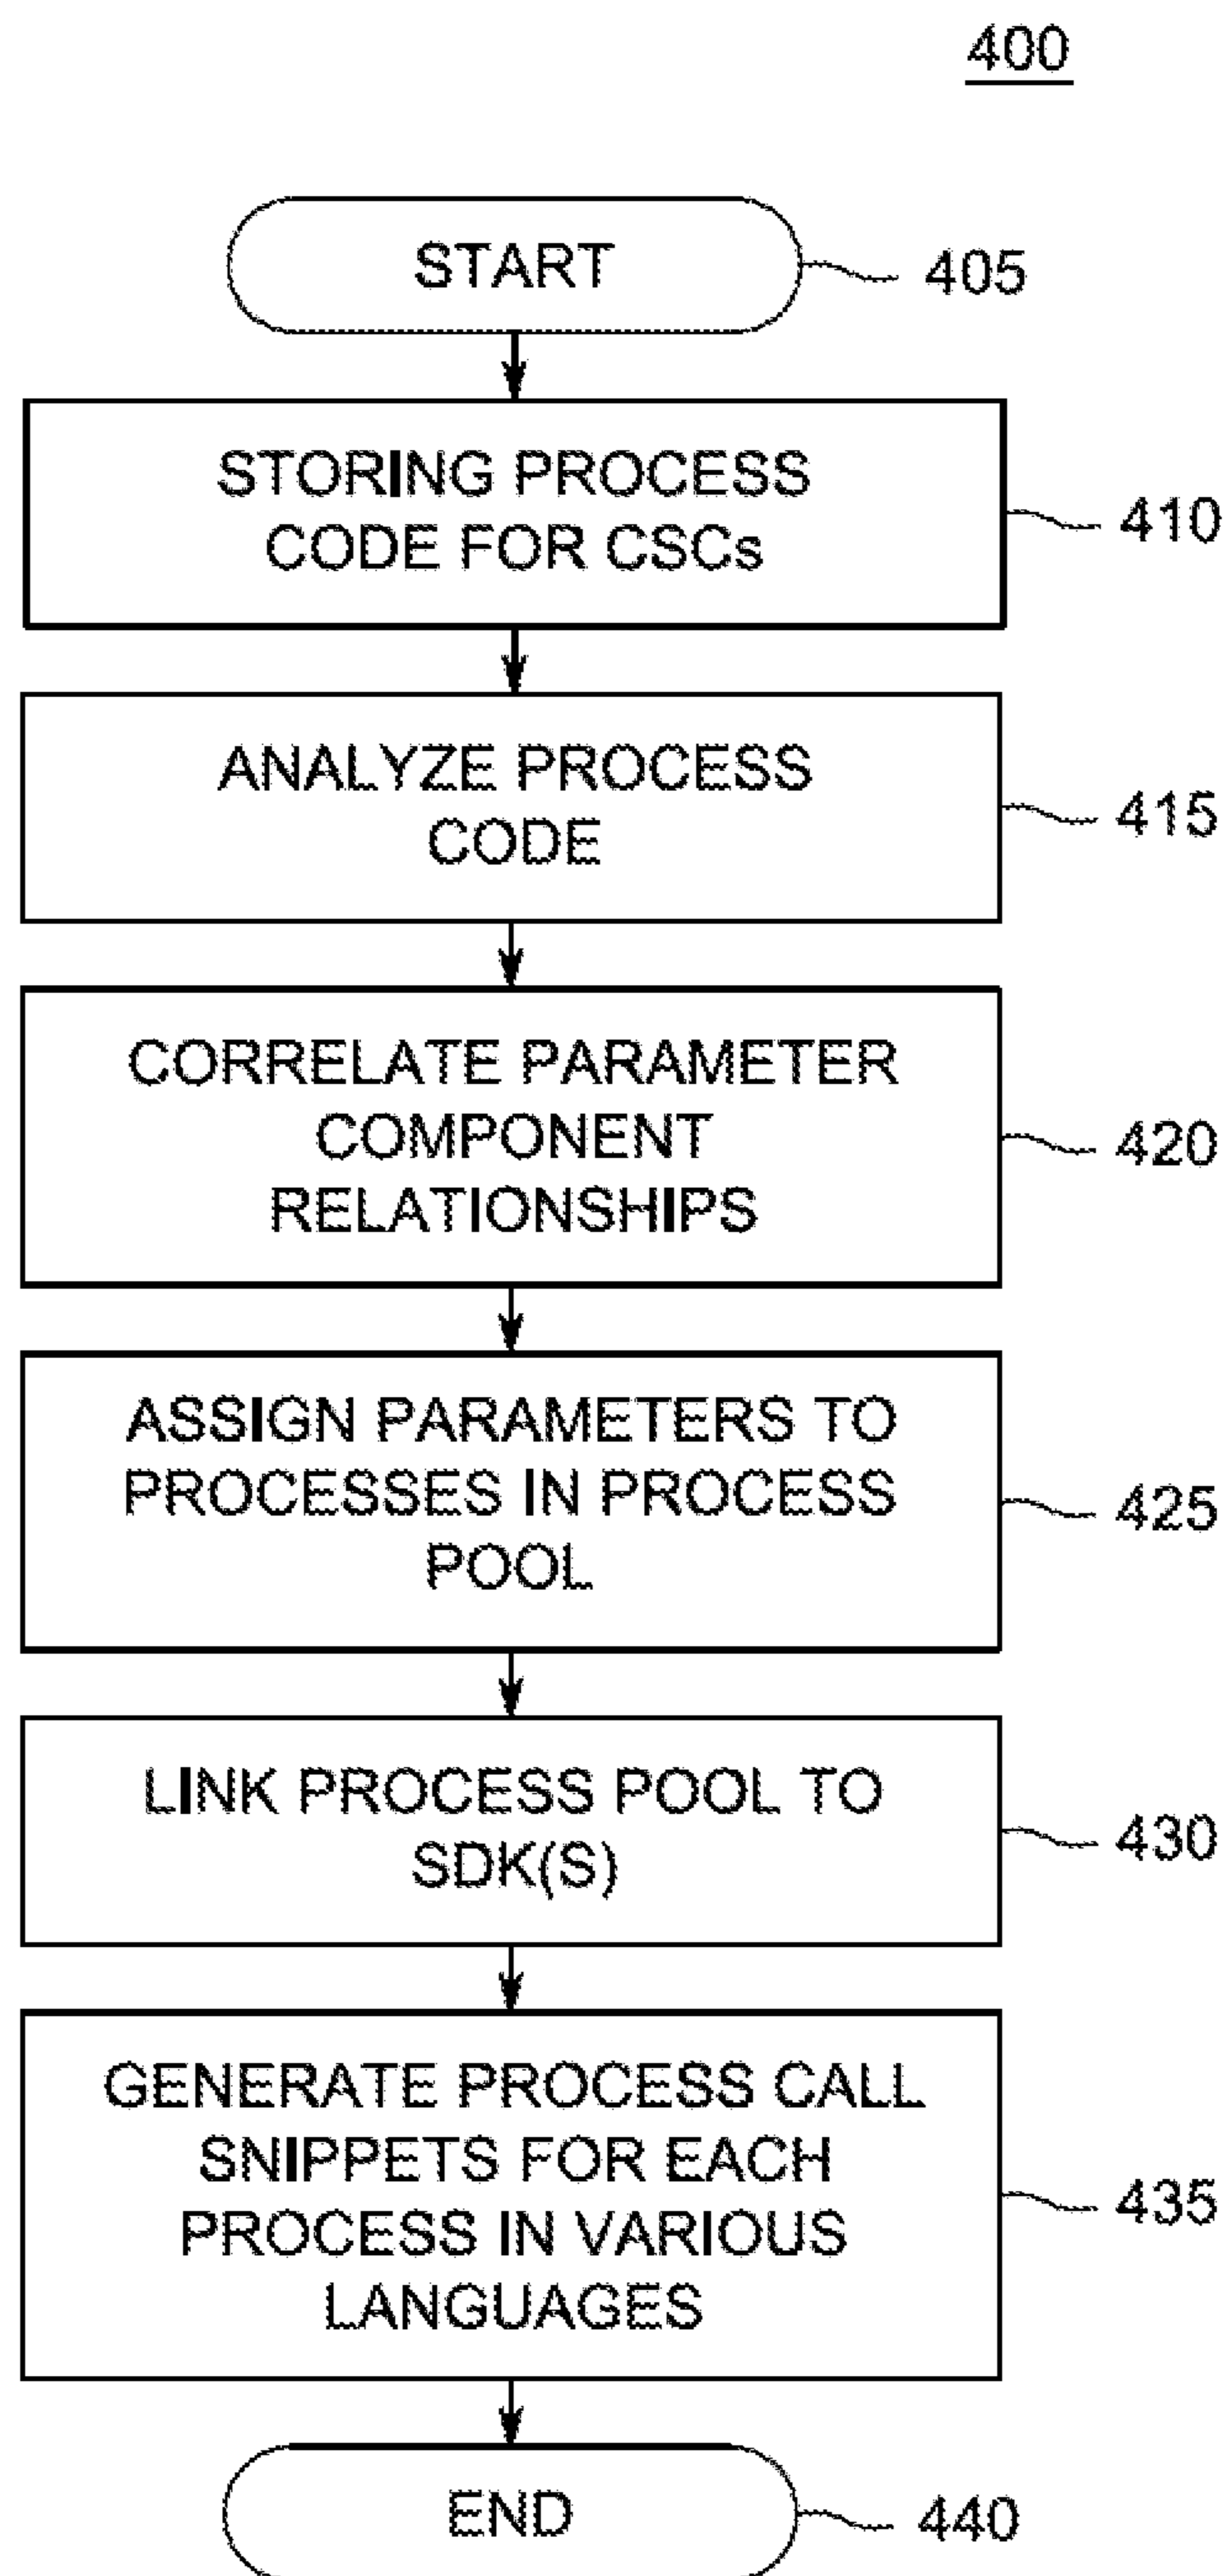 400
START
405
STORING PROCESS
CODE FOR CSCs
410
ANALYZE PROCESS
CODE
415
CORRELATE PARAMETER
COMPONENT
RELATIONSHIPS
420
ASSIGN PARAMETERS TO
PROCESSES IN PROCESS
POOL
425
LINK PROCESS POOL TO
SDK(S)
430
GENERATE PROCESS CALL
SNIPPETS FOR EACH
PROCESS IN VARIOUS
LANGUAGES
435
END
440